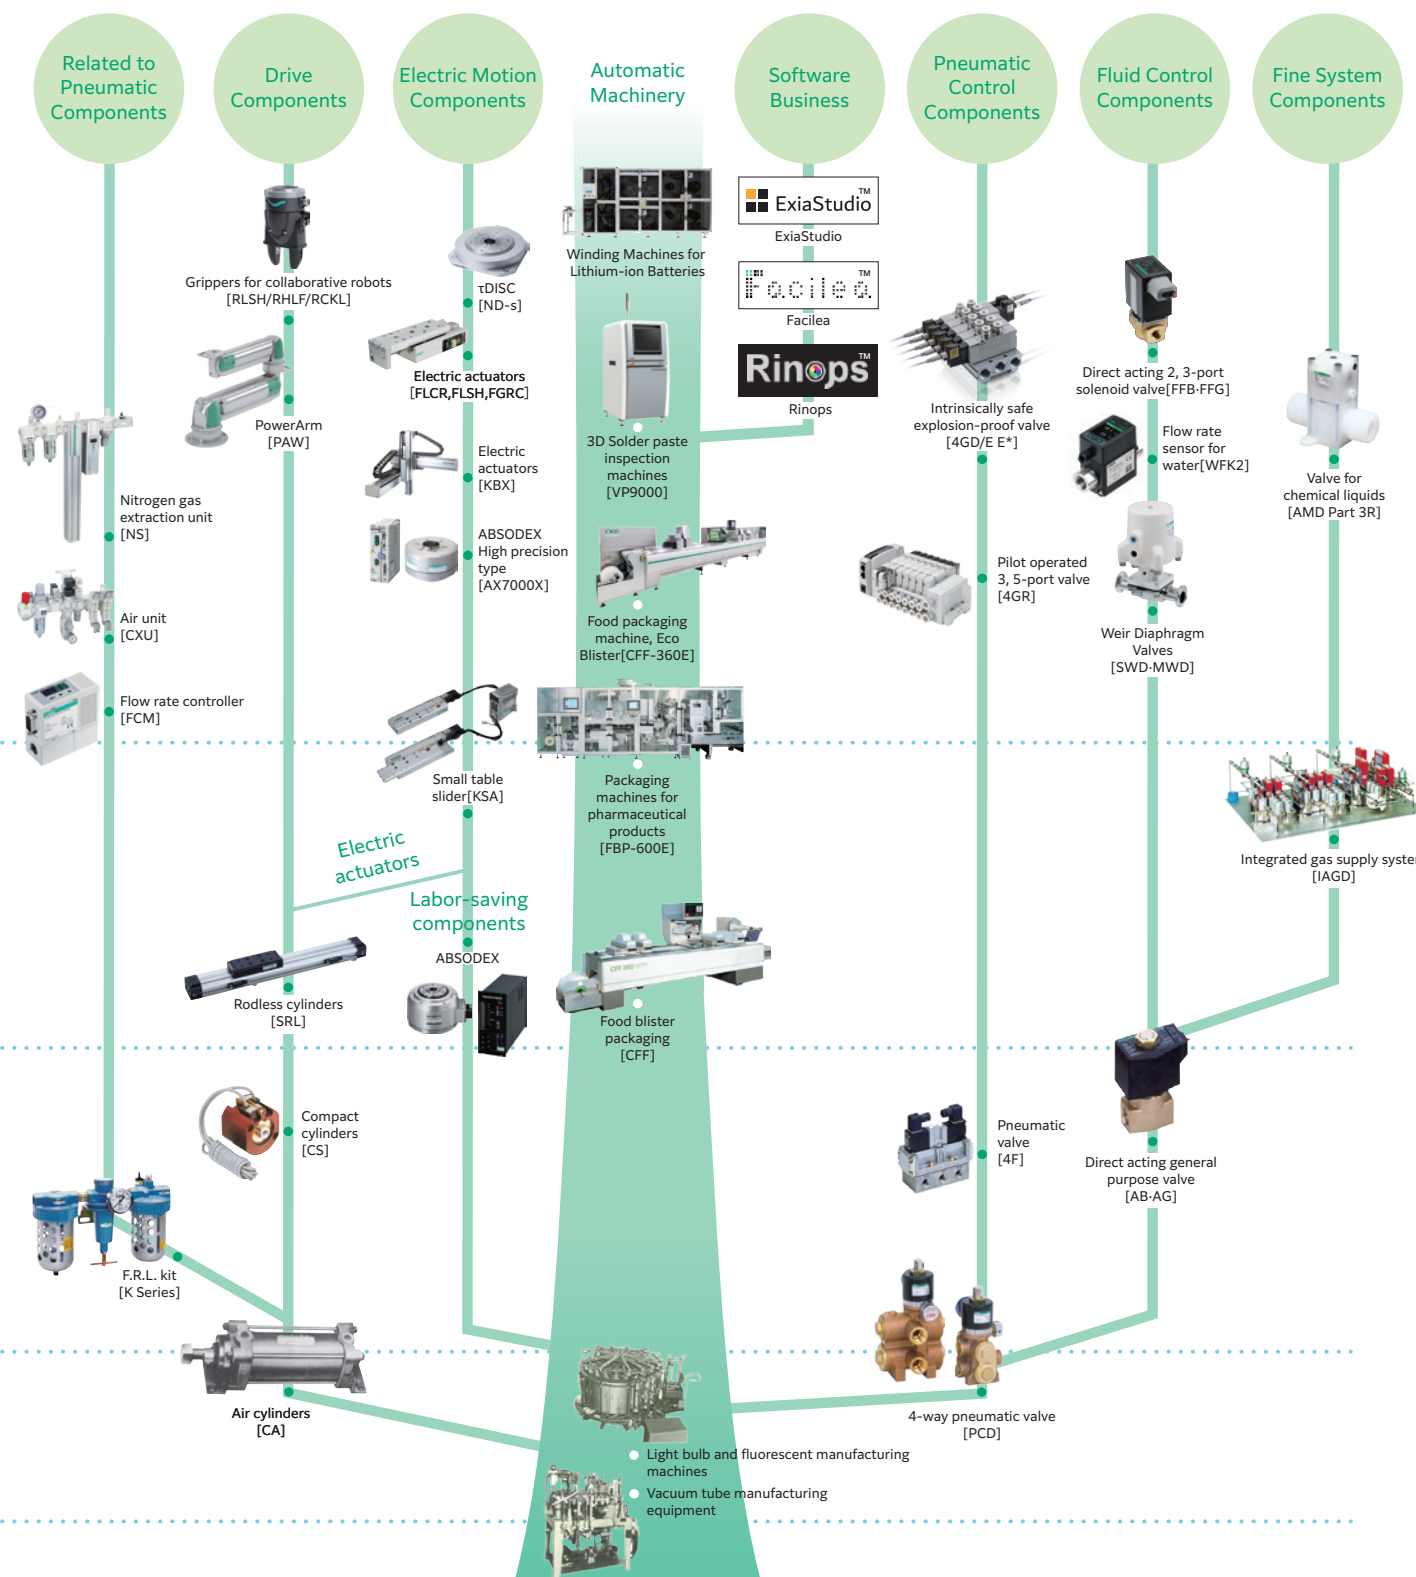 Related to
Pneumatic
Components
Drive
Components
Electric Motion
Components
Automatic
Machinery
Software
Business
Pneumatic
Control
Components
Fluid Control
Components
Fine System
Components
Grippers for collaborative robots
[RLSH/RHLF/RCKL]
PowerArm
[PAW]
Nitrogen gas
extraction unit
[NS]
Air unit
[CXU]
Flow rate controller
[FCM]
τDISC
[ND-s]
Electric actuators
[FLCR,FLSH,FGRC]
Electric
actuators
[KBX]
ABSODEX
High precision
type
[AX7000X]
Small table
slider[KSA]
Electric
actuators
Labor-saving
components
ABSODEX
Rodless cylinders
[SRL]
Compact
cylinders
[CS]
F.R.L. kit
[K Series]
Air cylinders
[CA]
Winding Machines for
Lithium-ion Batteries
3D Solder paste
inspection
machines
[VP9000]
CKD
Food packaging
machine, Eco
Blister[CFF-360E]
Packaging
machines for
pharmaceutical
products
[FBP-600E]
CFF360
Food blister
packaging
[CFF]
Light bulb and fluorescent manufacturing
machines
Vacuum tube manufacturing
equipment
ExiaStudio™
ExiaStudio
Facilea™
Facilea
Rinops™
Rinops
Intrinsically safe
explosion-proof valve
[4GD/E E*]
Pilot operated
3, 5-port valve
[4GR]
Pneumatic
valve
[4F]
4-way pneumatic valve
[PCD]
Direct acting 2, 3-port
solenoid valve[FFB·FFG]
Flow rate
sensor for
water[WFK2]
Weir Diaphragm
Valves
[SWD·MWD]
Direct acting general
purpose valve
[AB·AG]
Valve for
chemical liquids
[AMD Part 3R]
Integrated gas supply system
[IAGD]